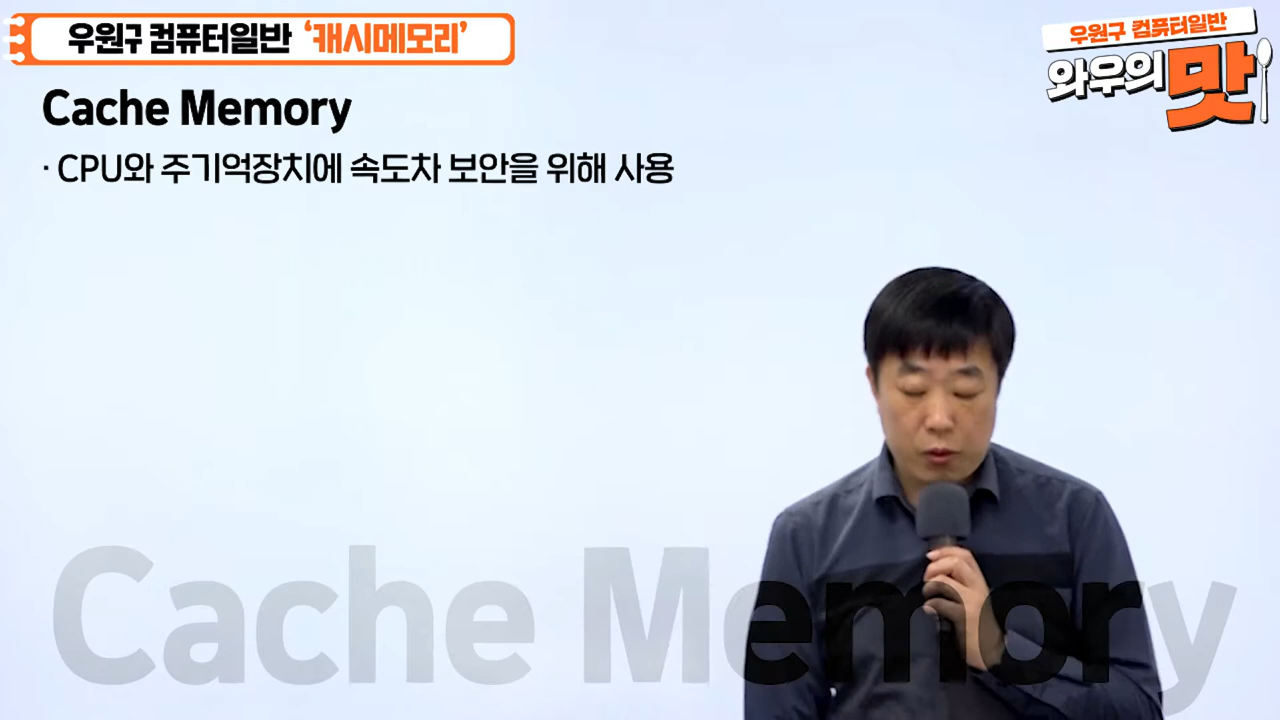 우원구 컴퓨터일반 '캐시메모리'
우원구 컴퓨터일반
와우의 맛
Cache Memory
· CPU와 주기억장치에 속도차 보안을 위해 사용
Cache Memory